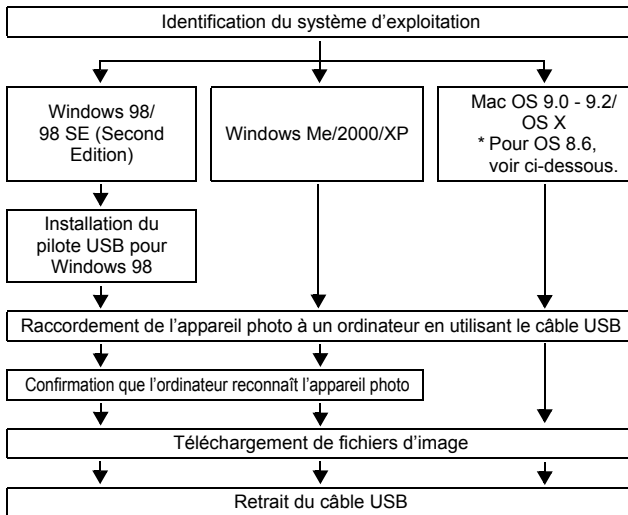 Identification du système d'exploitation
Windows 98/
98 SE (Second
Edition)
Windows Me/2000/XP
Mac OS 9.0 - 9.2/
OS X
* Pour OS 8.6,
voir ci-dessous.
Installation du
pilote USB pour
Windows 98
Raccordement de l'appareil photo à un ordinateur en utilisant le câble USB
Confirmation que l'ordinateur reconnaît l'appareil photo
Téléchargement de fichiers d'image
Retrait du câble USB